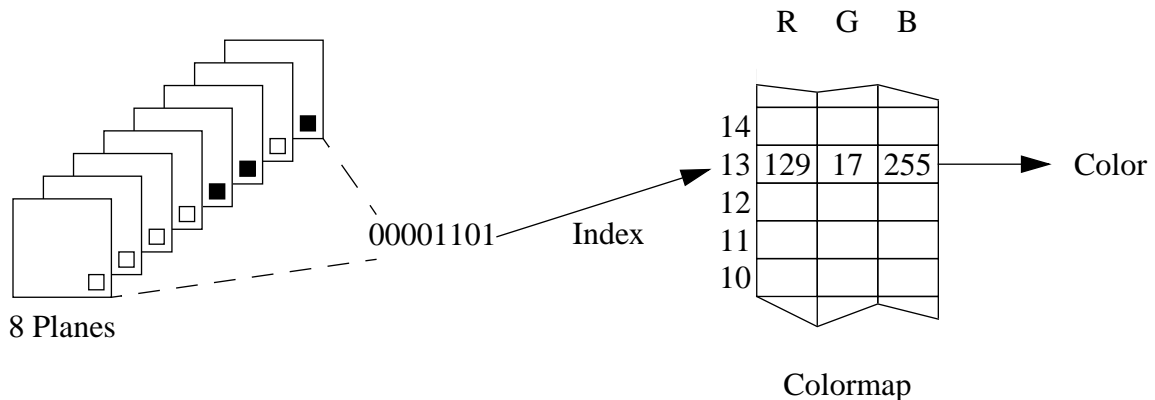 R G B
14
13 129 17 255
12
11
10
00001101
Index
Color
8 Planes
Colormap